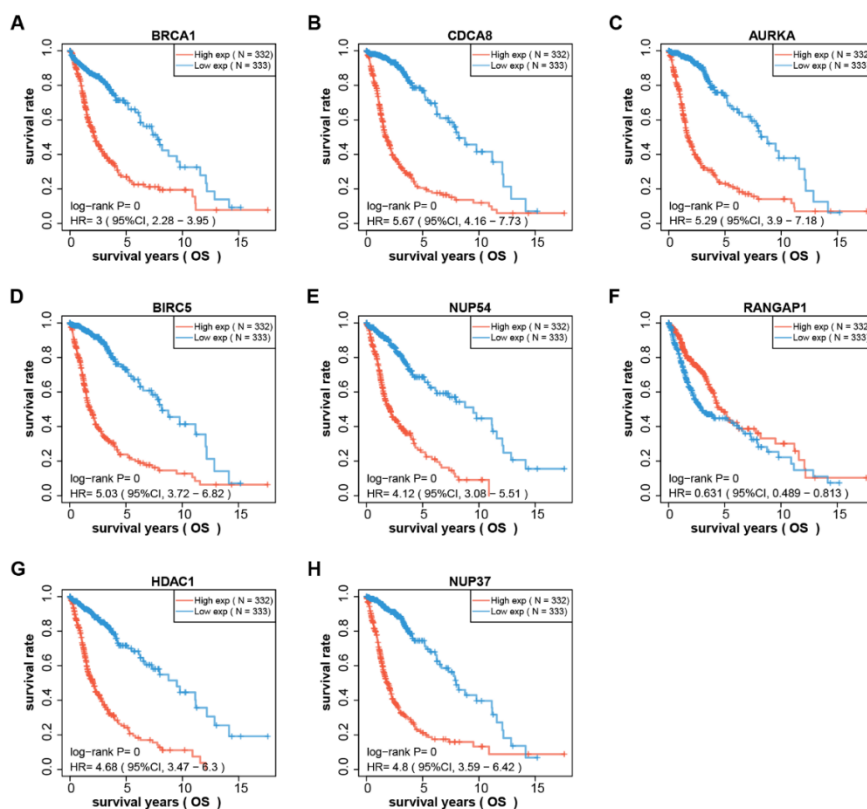 A
BRCA1
High exp ( N = 332)
Low exp ( N = 333)
survival rate
0.0 0.2 0.4 0.6 0.8 1.0
log-rank P= 0
HR= 3 ( 95%CI, 2.28 − 3.95 )
0 5 10 15
survival years ( OS )
B
CDCA8
High exp ( N = 332)
Low exp ( N = 333)
survival rate
0.0 0.2 0.4 0.6 0.8 1.0
log-rank P= 0
HR= 5.67 ( 95%CI, 4.16 − 7.73 )
0 5 10 15
survival years ( OS )
C
AURKA
High exp ( N = 332)
Low exp ( N = 333)
survival rate
0.0 0.2 0.4 0.6 0.8 1.0
log-rank P= 0
HR= 5.29 ( 95%CI, 3.9 − 7.18 )
0 5 10 15
survival years ( OS )
D
BIRC5
High exp ( N = 332)
Low exp ( N = 333)
survival rate
0.0 0.2 0.4 0.6 0.8 1.0
log-rank P= 0
HR= 5.03 ( 95%CI, 3.72 − 6.82 )
0 5 10 15
survival years ( OS )
E
NUP54
High exp ( N = 332)
Low exp ( N = 333)
survival rate
0.0 0.2 0.4 0.6 0.8 1.0
log-rank P= 0
HR= 4.12 ( 95%CI, 3.08 − 5.51 )
0 5 10 15
survival years ( OS )
F
RANGAP1
High exp ( N = 332)
Low exp ( N = 333)
survival rate
0.0 0.2 0.4 0.6 0.8 1.0
log-rank P= 0
HR= 0.631 ( 95%CI, 0.489 − 0.813 )
0 5 10 15
survival years ( OS )
G
HDAC1
High exp ( N = 332)
Low exp ( N = 333)
survival rate
0.0 0.2 0.4 0.6 0.8 1.0
log-rank P= 0
HR= 4.68 ( 95%CI, 3.47 − 6.3 )
0 5 10 15
survival years ( OS )
H
NUP37
High exp ( N = 332)
Low exp ( N = 333)
survival rate
0.0 0.2 0.4 0.6 0.8 1.0
log-rank P= 0
HR= 4.8 ( 95%CI, 3.59 − 6.42 )
0 5 10 15
survival years ( OS )